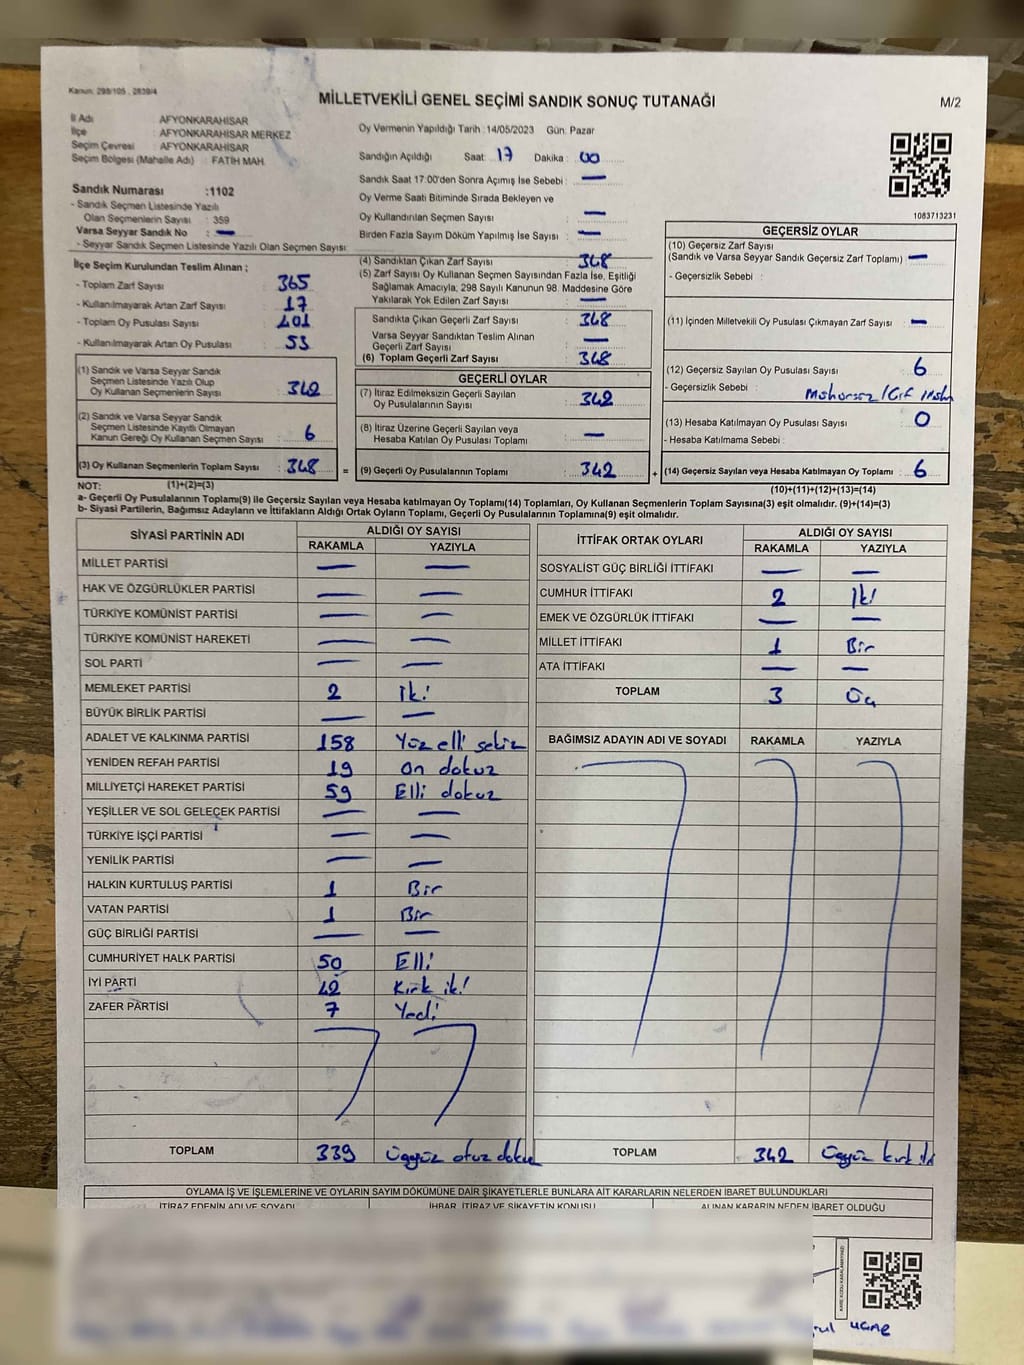 Kanun: 298/105 , 2839/4
MİLLETVEKİLİ GENEL SEÇİMİ SANDIK SONUÇ TUTANAĞI
M/2
İl Adı : AFYONKARAHİSAR
İlçe : AFYONKARAHİSAR MERKEZ
Seçim Çevresi : AFYONKARAHİSAR
Seçim Bölgesi (Mahalle Adı) : FATİH MAH.
Sandık Numarası :1102
- Sandık Seçmen Listesinde Yazılı
Olan Seçmenlerin Sayısı : 359
Varsa Seyyar Sandık No : —
- Seyyar Sandık Seçmen Listesinde Yazılı Olan Seçmen Sayısı
Oy Vermenin Yapıldığı Tarih :14/05/2023 Gün: Pazar
Sandığın Açıldığı Saat: 17 Dakika : 00
Sandık Saat 17:00'den Sonra Açımış İse Sebebi : —
Oy Verme Saati Bitiminde Sırada Bekleyen ve
Oy Kullandırılan Seçmen Sayısı : —
Birden Fazla Sayım Döküm Yapılmış İse Sayısı : —
1083713231
İlçe Seçim Kurulundan Teslim Alınan ;
- Toplam Zarf Sayısı : 365
- Kullanılmayarak Artan Zarf Sayısı : 17
- Toplam Oy Pusulası Sayısı : 401
- Kullanılmayarak Artan Oy Pusulası : 53
(4) Sandıktan Çıkan Zarf Sayısı : 348
(5) Zarf Sayısı Oy Kullanan Seçmen Sayısından Fazla İse, Eşitliği
Sağlamak Amacıyla; 298 Sayılı Kanunun 98. Maddesine Göre
Yakılarak Yok Edilen Zarf Sayısı : —
Sandıkta Çıkan Geçerli Zarf Sayısı : 348
Varsa Seyyar Sandıktan Teslim Alınan
Geçerli Zarf Sayısı : —
(6) Toplam Geçerli Zarf Sayısı : 348
GEÇERSİZ OYLAR
(10) Geçersiz Zarf Sayısı
(Sandık ve Varsa Seyyar Sandık Geçersiz Zarf Toplamı) : —
- Geçersizlik Sebebi :
(11) İçinden Milletvekili Oy Pusulası Çıkmayan Zarf Sayısı : —
(12) Geçersiz Sayılan Oy Pusulası Sayısı : 6
- Geçersizlik Sebebi :
(13) Hesaba Katılmayan Oy Pusulası Sayısı : 0
- Hesaba Katılmama Sebebi :
(14) Geçersiz Sayılan veya Hesaba Katılmayan Oy Toplamı : 6
(10)+(11)+(12)+(13)=(14)
(1) Sandık ve Varsa Seyyar Sandık
Seçmen Listesinde Yazılı Olup
Oy Kullanan Seçmenlerin Sayısı : 342
(2) Sandık ve Varsa Seyyar Sandık
Seçmen Listesinde Kayıtlı Olmayan
Kanun Gereği Oy Kullanan Seçmen Sayısı : 6
(3) Oy Kullanan Seçmenlerin Toplam Sayısı : 348 =
GEÇERLİ OYLAR
(7) İtiraz Edilmeksizin Geçerli Sayılan
Oy Pusulalarının Sayısı : 342
(8) İtiraz Üzerine Geçerli Sayılan veya
Hesaba Katılan Oy Pusulası Toplamı : —
(9) Geçerli Oy Pusulalarının Toplamı : 342 +
NOT: (1)+(2)=(3)
a- Geçerli Oy Pusulalarının Toplamı(9) ile Geçersiz Sayılan veya Hesaba katılmayan Oy Toplamı(14) Toplamları, Oy Kullanan Seçmenlerin Toplam Sayısına(3) eşit olmalıdır. (9)+(14)=(3)
b- Siyasi Partilerin, Bağımsız Adayların ve İttifakların Aldığı Ortak Oyların Toplamı, Geçerli Oy Pusulalarının Toplamına(9) eşit olmalıdır.
SİYASİ PARTİNİN ADI ALDIĞI OY SAYISI
RAKAMLA YAZIYLA
MİLLET PARTİSİ — —
HAK VE ÖZGÜRLÜKLER PARTİSİ — —
TÜRKİYE KOMÜNİST PARTİSİ — —
TÜRKİYE KOMÜNİST HAREKETİ — —
SOL PARTİ — —
MEMLEKET PARTİSİ 2 İki
BÜYÜK BİRLİK PARTİSİ — —
ADALET VE KALKINMA PARTİSİ 158 Yüz elli sekiz
YENİDEN REFAH PARTİSİ 19 On dokuz
MİLLİYETÇİ HAREKET PARTİSİ 59 Elli dokuz
YEŞİLLER VE SOL GELECEK PARTİSİ — —
TÜRKİYE İŞÇİ PARTİSİ — —
YENİLİK PARTİSİ — —
HALKIN KURTULUŞ PARTİSİ 1 Bir
VATAN PARTİSİ 1 Bir
GÜÇ BİRLİĞİ PARTİSİ — —
CUMHURİYET HALK PARTİSİ 50 Elli
İYİ PARTİ 42 Kırk iki
ZAFER PARTİSİ 7 Yedi
TOPLAM 339 Üçyüz otuz dokuz
İTTİFAK ORTAK OYLARI ALDIĞI OY SAYISI
RAKAMLA YAZIYLA
SOSYALİST GÜÇ BİRLİĞİ İTTİFAKI — —
CUMHUR İTTİFAKI 2 İki
EMEK VE ÖZGÜRLÜK İTTİFAKI — —
MİLLET İTTİFAKI 1 Bir
ATA İTTİFAKI — —
TOPLAM 3 Üç
BAĞIMSIZ ADAYIN ADI VE SOYADI RAKAMLA YAZIYLA
TOPLAM 342 Üçyüz kırk iki
OYLAMA İŞ VE İŞLEMLERİNE VE OYLARIN SAYIM DÖKÜMÜNE DAİR ŞİKAYETLERLE BUNLARA AİT KARARLARIN NELERDEN İBARET BULUNDUKLARI
İTİRAZ EDENİN ADI VE SOYADI İHBAR, İTİRAZ VE ŞİKAYETİN KONUSU ALINAN KARARIN NEDEN İBARET OLDUĞU